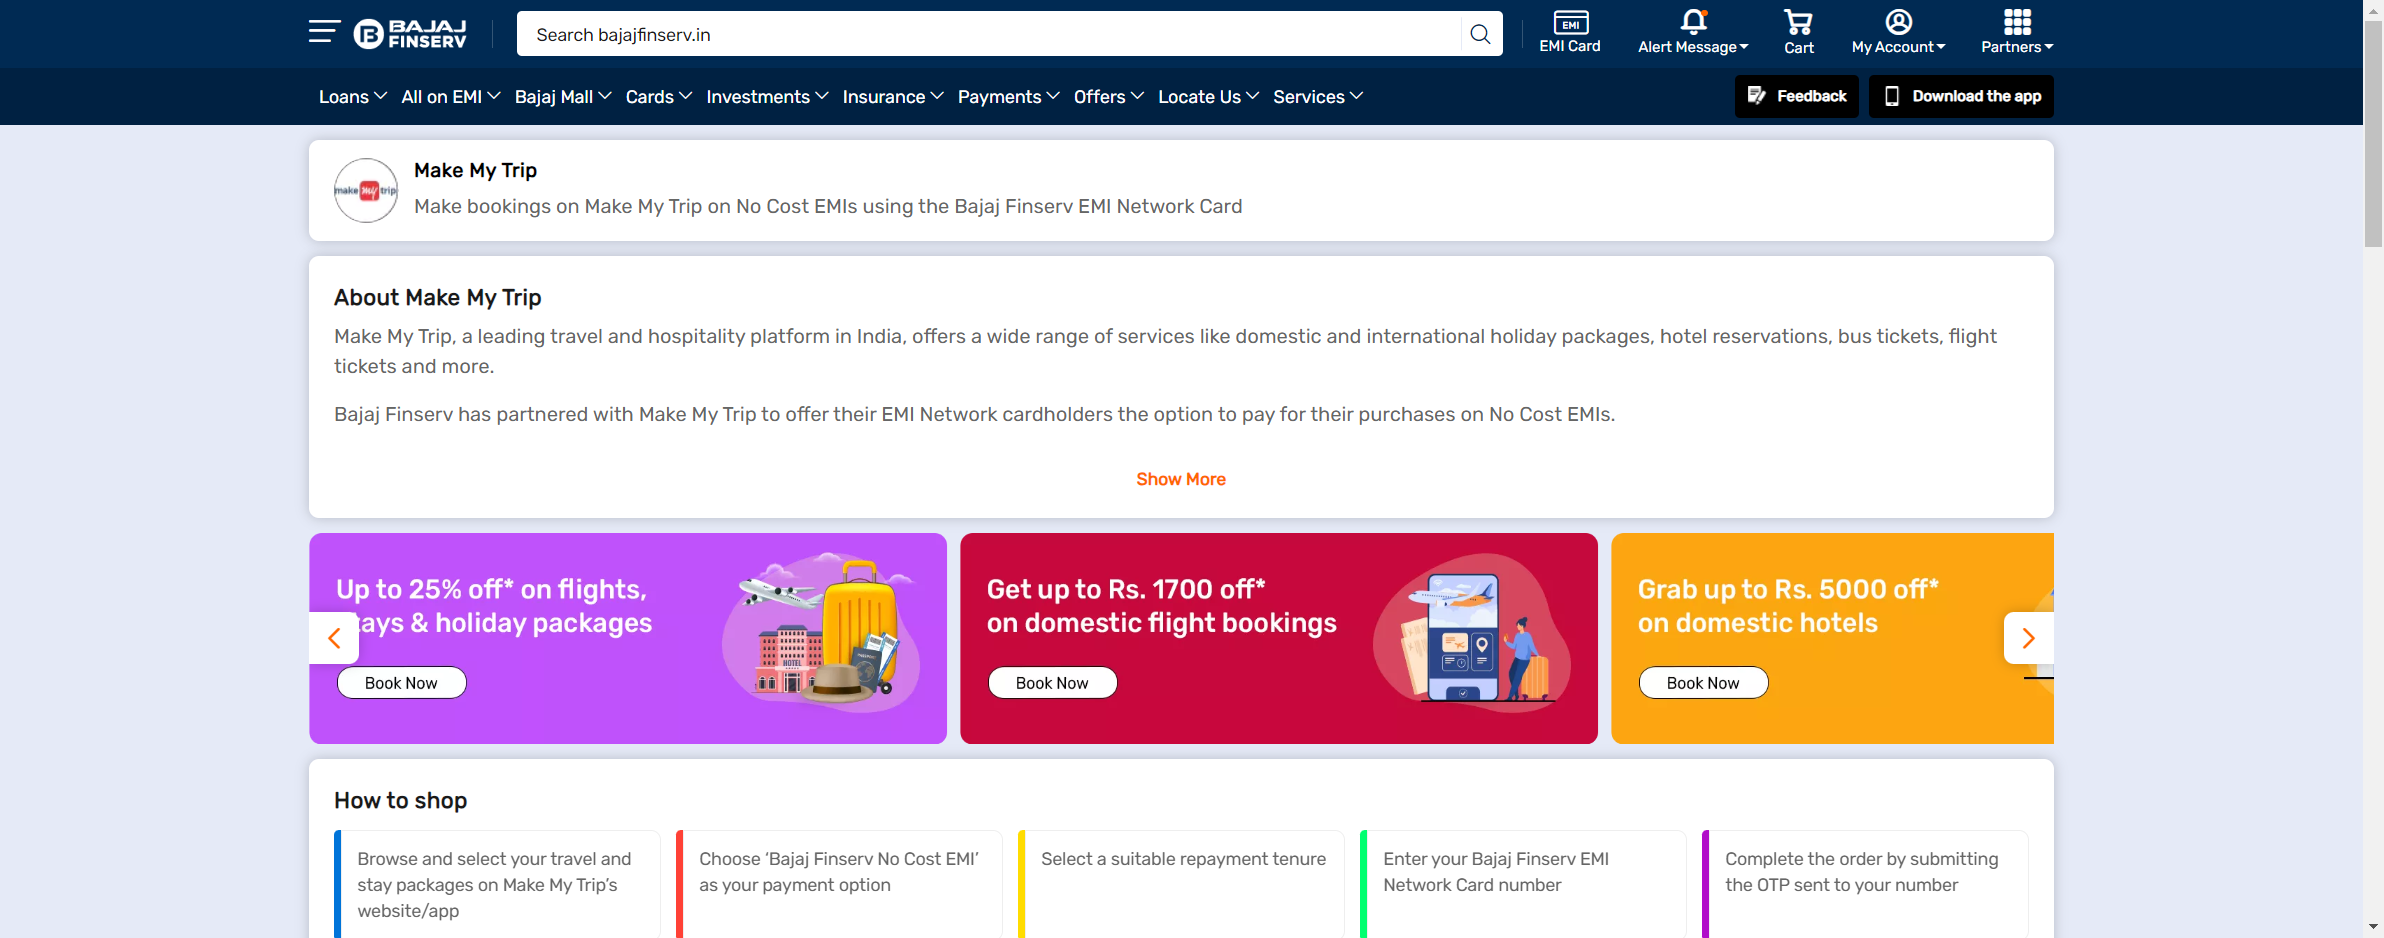 BAJAJ
FINSERV
Search bajajfinserv.in
EMI
EMI Card
Alert Message
Cart
My Account
Partners
Loans All on EMI Bajaj Mall Cards Investments Insurance Payments Offers Locate Us Services
Feedback
Download the app
make my trip
Make My Trip
Make bookings on Make My Trip on No Cost EMIs using the Bajaj Finserv EMI Network Card
About Make My Trip
Make My Trip, a leading travel and hospitality platform in India, offers a wide range of services like domestic and international holiday packages, hotel reservations, bus tickets, flight
tickets and more.
Bajaj Finserv has partnered with Make My Trip to offer their EMI Network cardholders the option to pay for their purchases on No Cost EMIs.
Show More
Up to 25% off* on flights,
tays & holiday packages
HOTEL
Book Now
Get up to Rs. 1700 off*
on domestic flight bookings
Book Now
Grab up to Rs. 5000 off*
on domestic hotels
Book Now
How to shop
Browse and select your travel and
stay packages on Make My Trip's
website/app
Choose 'Bajaj Finserv No Cost EMI'
as your payment option
Select a suitable repayment tenure
Enter your Bajaj Finserv EMI
Network Card number
Complete the order by submitting
the OTP sent to your number